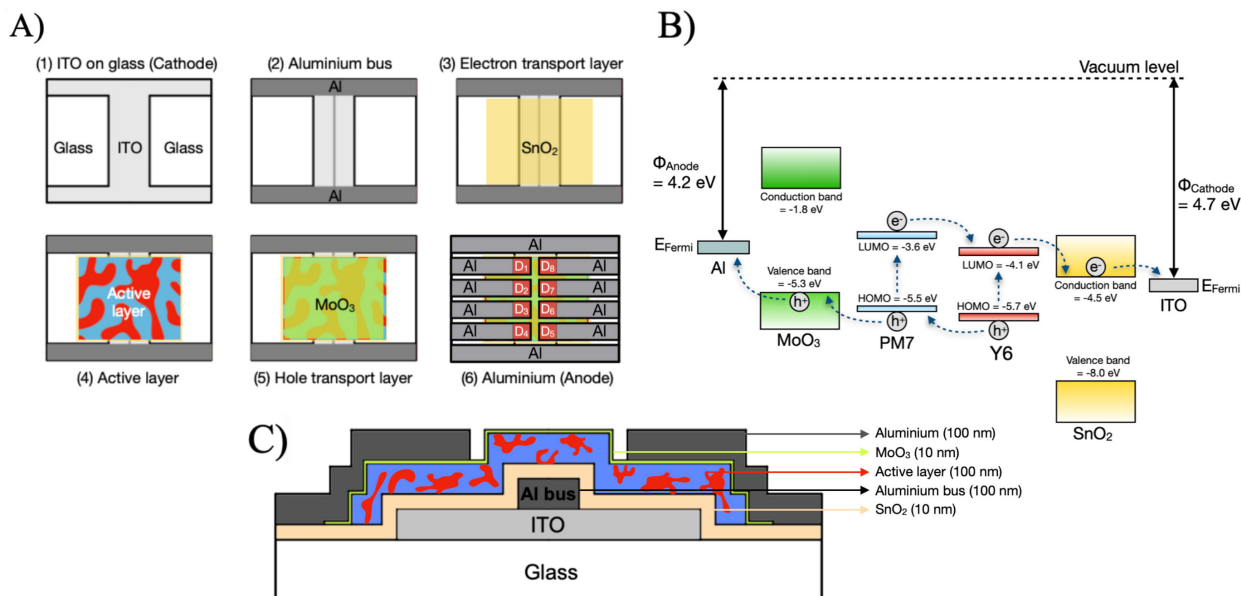 A)
(1) ITO on glass (Cathode)
Glass
ITO
Glass
(2) Aluminium bus
Al
Al
(3) Electron transport layer
SnO₂
Active
layer
(4) Active layer
MoO₃
(5) Hole transport layer
Al
Al D₁ D₈ Al
Al D₂ D₇ Al
Al D₃ D₆ Al
Al D₄ D₅ Al
Al
(6) Aluminium (Anode)
B)
Vacuum level
Φ_Anode
= 4.2 eV
Φ_Cathode
= 4.7 eV
E_Fermi
Al
Conduction band
= -1.8 eV
Valence band
= -5.3 eV
h⁺
MoO₃
e⁻
LUMO = -3.6 eV
HOMO = -5.5 eV
h⁺
PM7
e⁻
LUMO = -4.1 eV
HOMO = -5.7 eV
h⁺
Y6
e⁻
Conduction band
= -4.5 eV
Valence band
= -8.0 eV
SnO₂
E_Fermi
ITO
C)
Aluminium (100 nm)
MoO₃ (10 nm)
Active layer (100 nm)
Aluminium bus (100 nm)
SnO₂ (10 nm)
Al bus
ITO
Glass